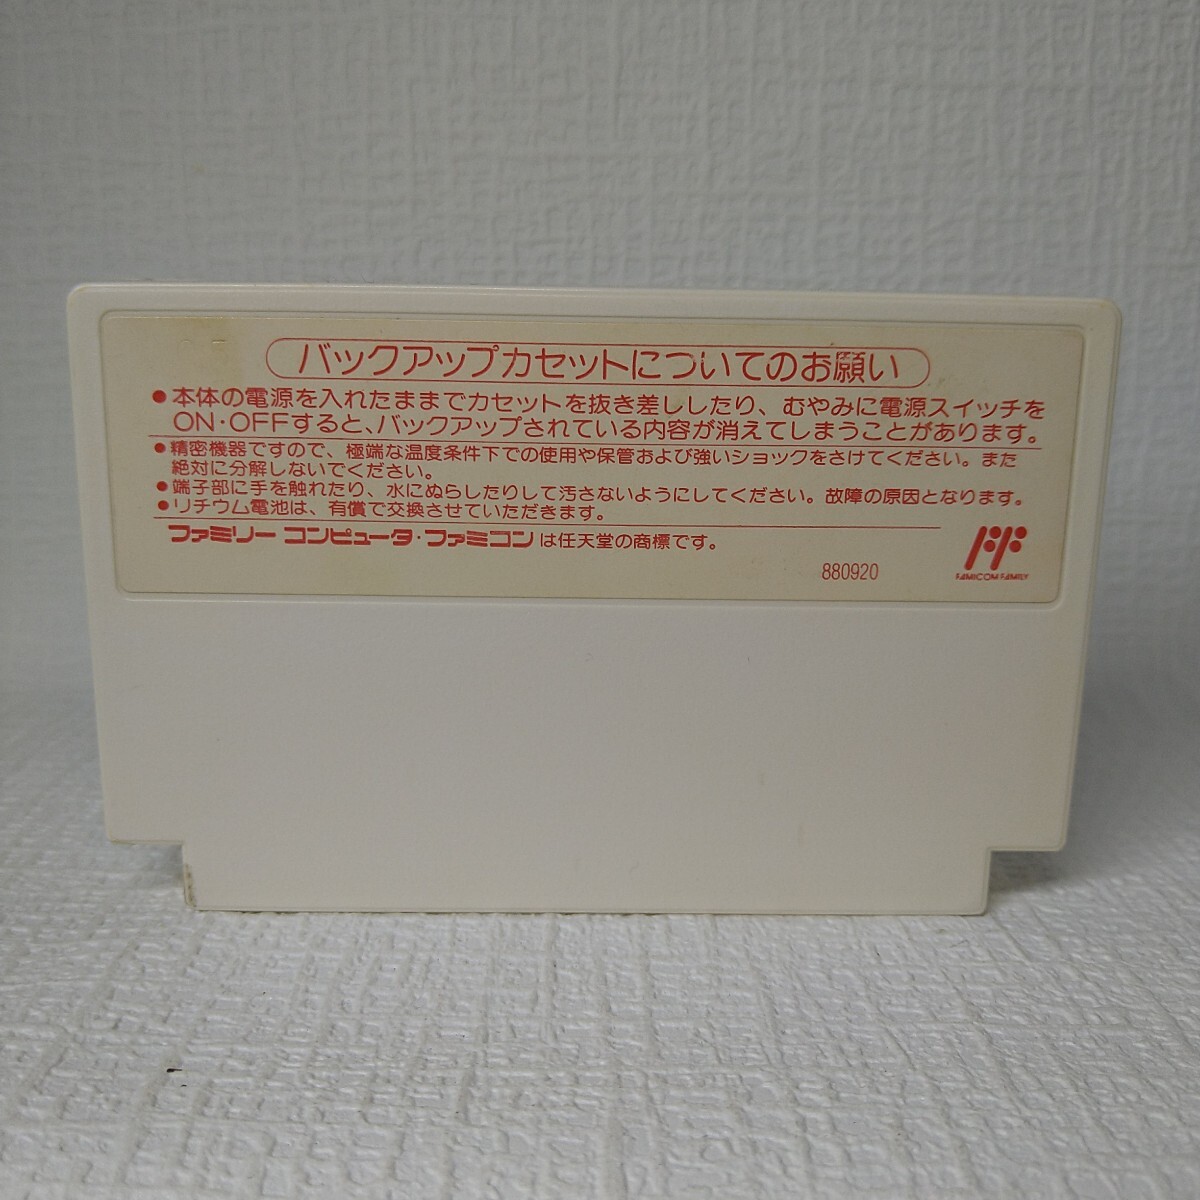 バックアップカセットについてのお願い
●本体の電源を入れたままでカセットを抜き差ししたり、むやみに電源スイッチを
ON・OFFすると、バックアップされている内容が消えてしまうことがあります。
●精密機器ですので、極端な温度条件下での使用や保管および強いショックをさけてください。また
絶対に分解しないでください。
●端子部に手を触れたり、水にぬらしたりして汚さないようにしてください。故障の原因となります。
●リチウム電池は、有償で交換させていただきます。
ファミリー コンピュータ・ファミコンは任天堂の商標です。
880920
FAMICOM FAMILY